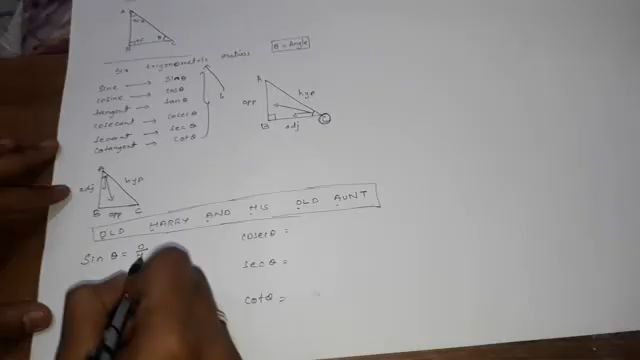 A
B
C
θ
Six trigonometric ratios
θ = Angle
sine → sinθ
cosine → cosθ
tangent → tanθ
cosecant → cosecθ
secant → secθ
cotangent → cotθ
6
A
opp
hyp
B
adj
C
A
adj
hyp
B
opp
C
OLD HARRY AND HIS OLD AUNT
Sin θ = O
cosecθ =
secθ =
cotθ =